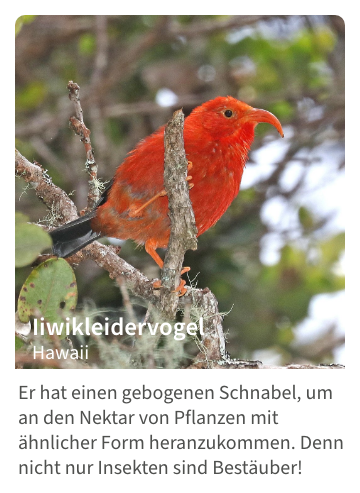 Iiwikleidervogel
Hawaii
Er hat einen gebogenen Schnabel, um
an den Nektar von Pflanzen mit
ähnlicher Form heranzukommen. Denn
nicht nur Insekten sind Bestäuber!